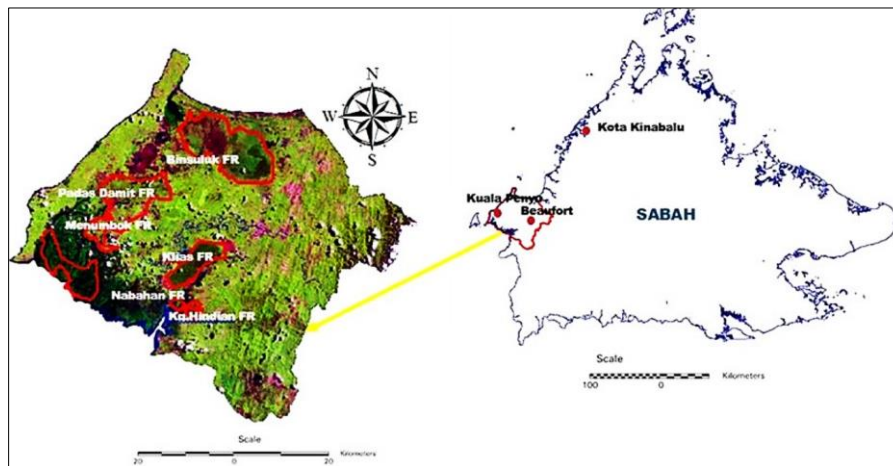 N
W
E
S
Binsuluk FR
Padas Damit FR
Menumbok FR
Klias FR
Nabahan FR
Kg.Hindian FR
Scale
Kilometers
20
0
20
Kota Kinabalu
Kuala Penyu
Beaufort
SABAH
Scale
Kilometers
100
0